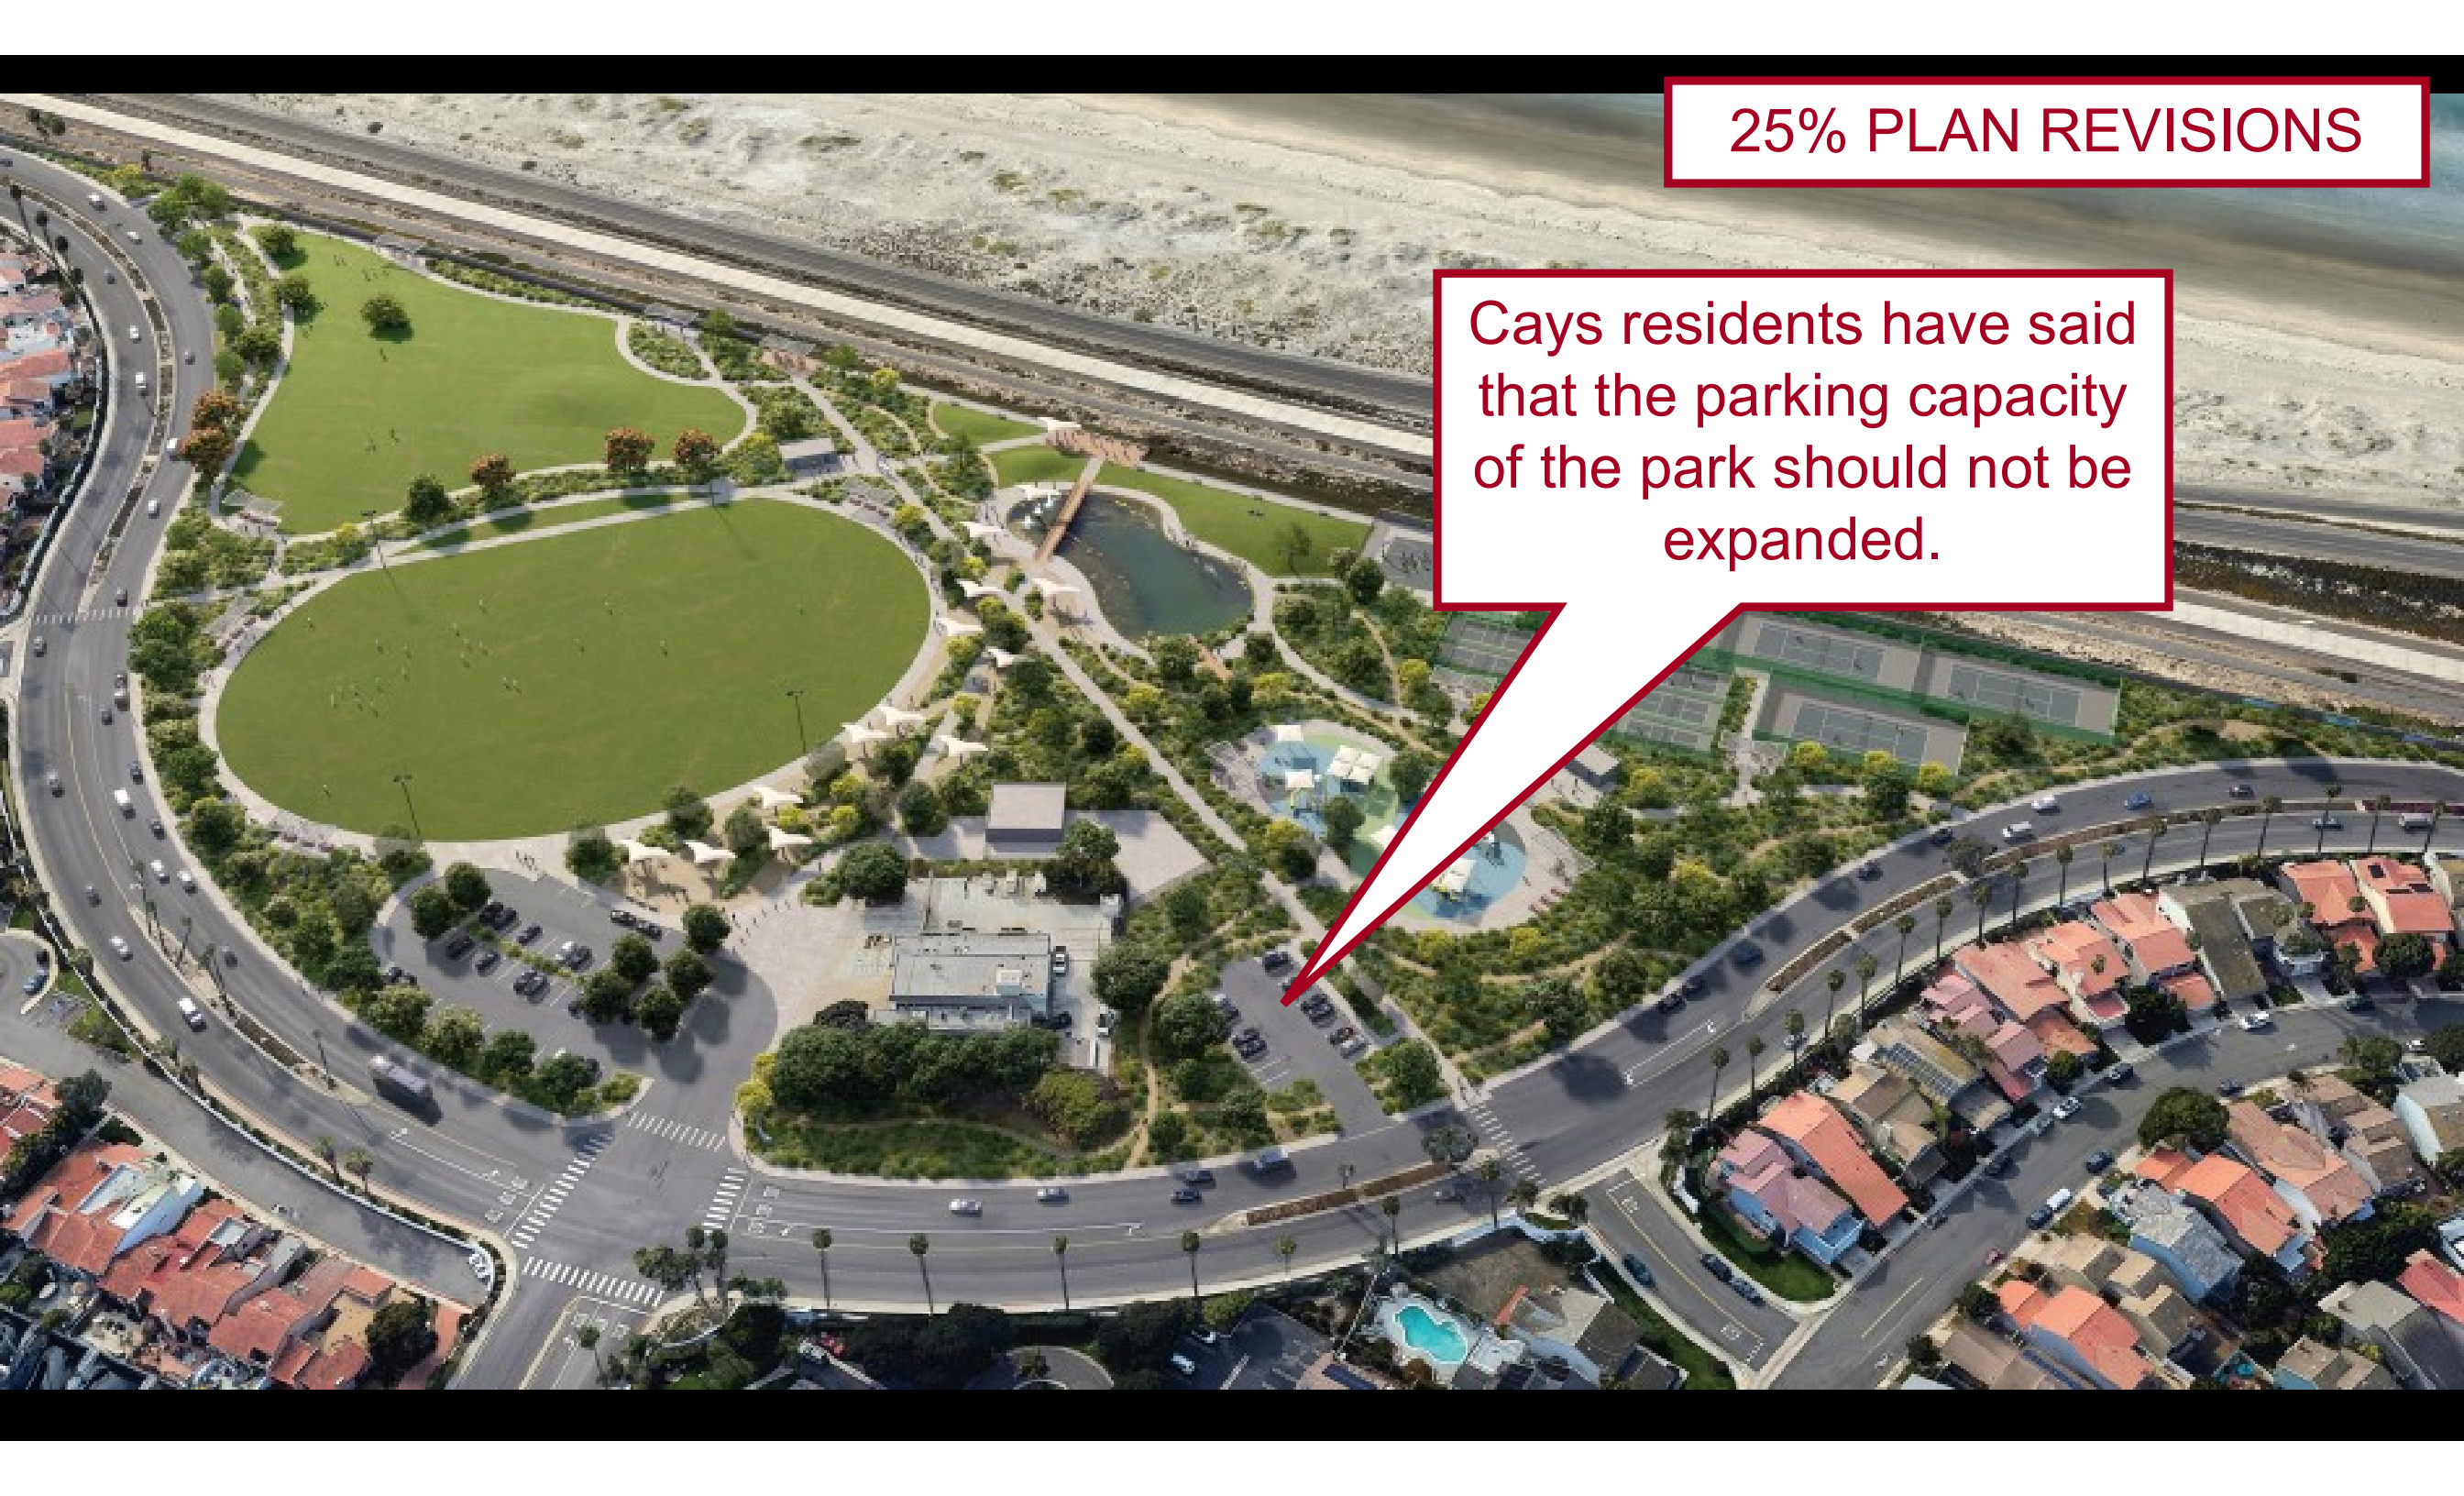 25% PLAN REVISIONS
Cays residents have said
that the parking capacity
of the park should not be
expanded.